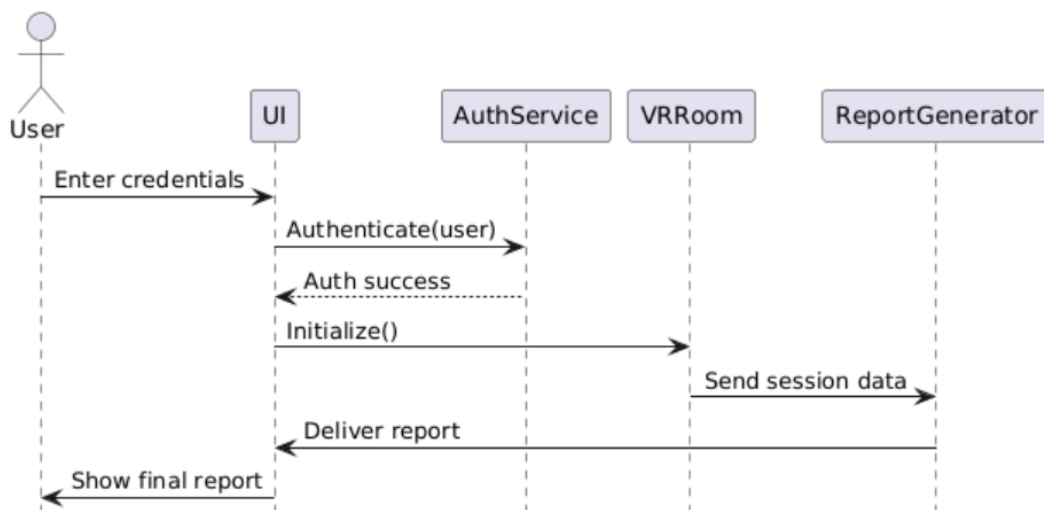 User
UI
AuthService
VRRoom
ReportGenerator
Enter credentials
Authenticate(user)
Auth success
Initialize()
Send session data
Deliver report
Show final report